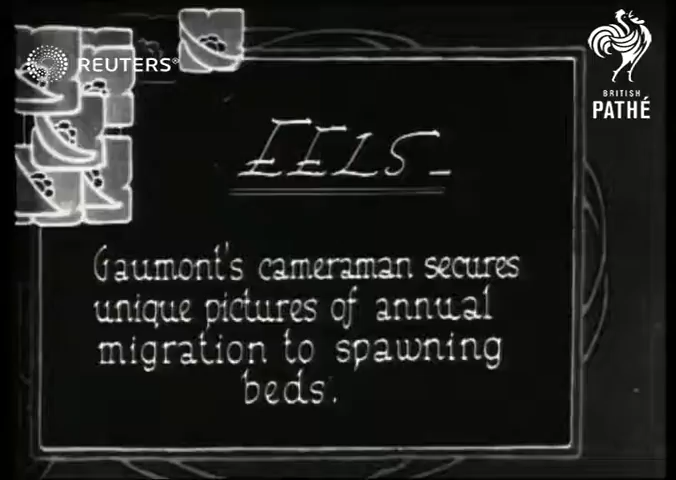 REUTERS®
BRITISH
PATHÉ
EELS_
Gaumont's cameraman secures
unique pictures of annual
migration to spawning
beds.